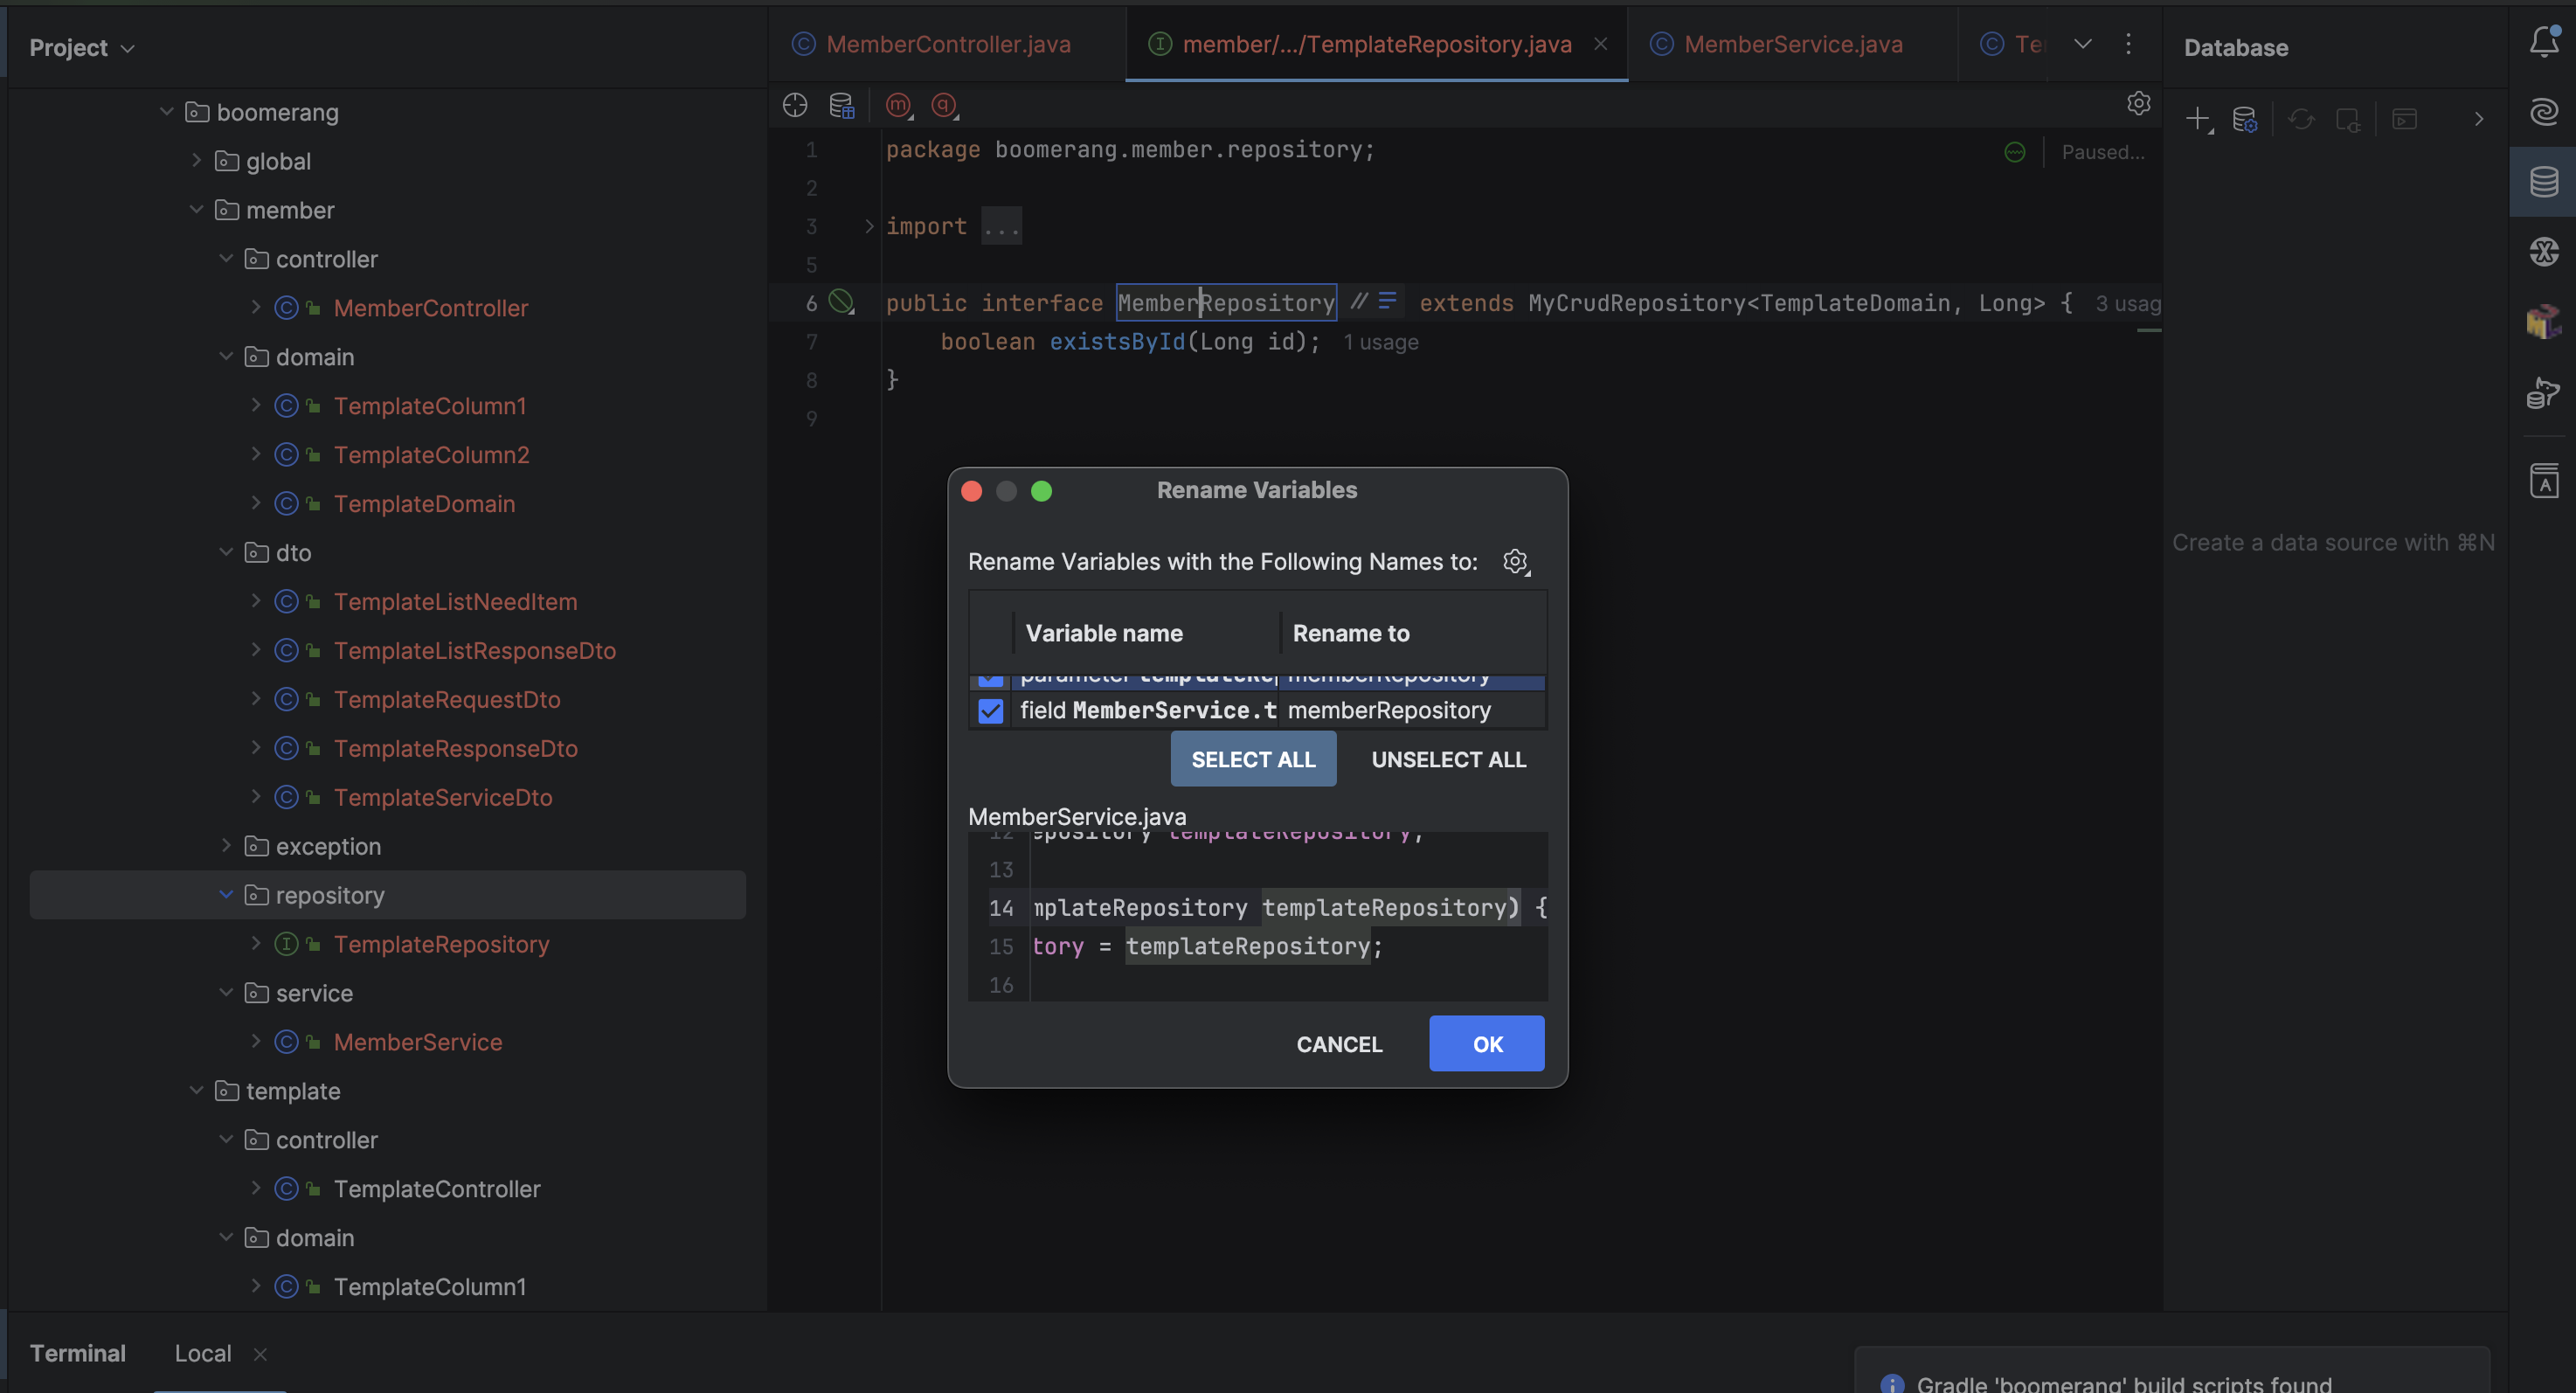 Project
boomerang
global
member
controller
MemberController
domain
TemplateColumn1
TemplateColumn2
TemplateDomain
dto
TemplateListNeedItem
TemplateListResponseDto
TemplateRequestDto
TemplateResponseDto
TemplateServiceDto
exception
repository
TemplateRepository
service
MemberService
template
controller
TemplateController
domain
TemplateColumn1
MemberController.java
member/.../TemplateRepository.java
MemberService.java
Te
1 package boomerang.member.repository;
Paused...
2
3 import ...
5
6 public interface MemberRepository // extends MyCrudRepository<TemplateDomain, Long> { 3 usag
7 boolean existsById(Long id); 1 usage
8 }
9
Rename Variables
Rename Variables with the Following Names to:
Variable name Rename to
parameter templateRe memberRepository
field MemberService.t memberRepository
SELECT ALL UNSELECT ALL
MemberService.java
12 epository templateRepository;
13
14 mplateRepository templateRepository) {
15 tory = templateRepository;
16
CANCEL OK
Database
Create a data source with ⌘N
Terminal Local
Gradle 'boomerang' build scripts found